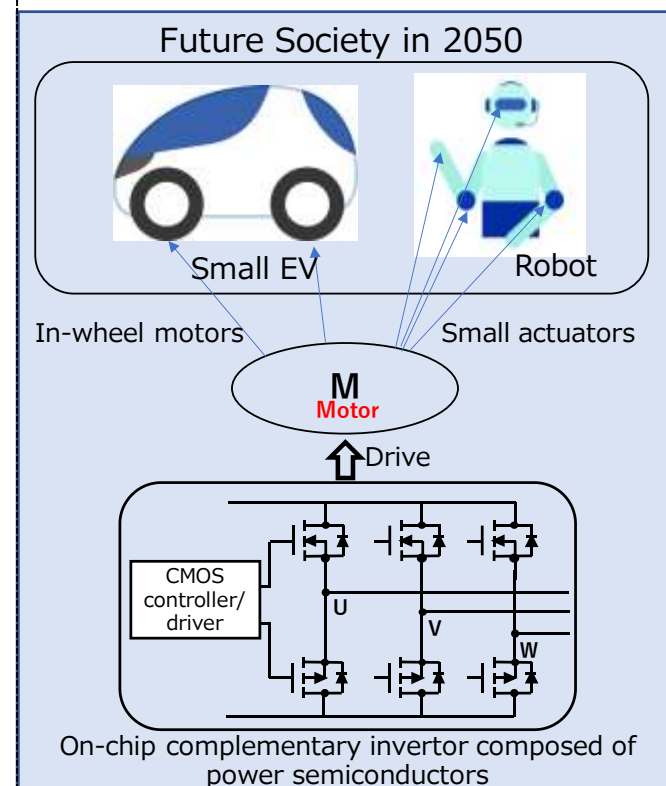 Future Society in 2050
Small EV
Robot
In-wheel motors
Small actuators
M
Motor
Drive
CMOS
controller/
driver
U
V
W
On-chip complementary invertor composed of
power semiconductors